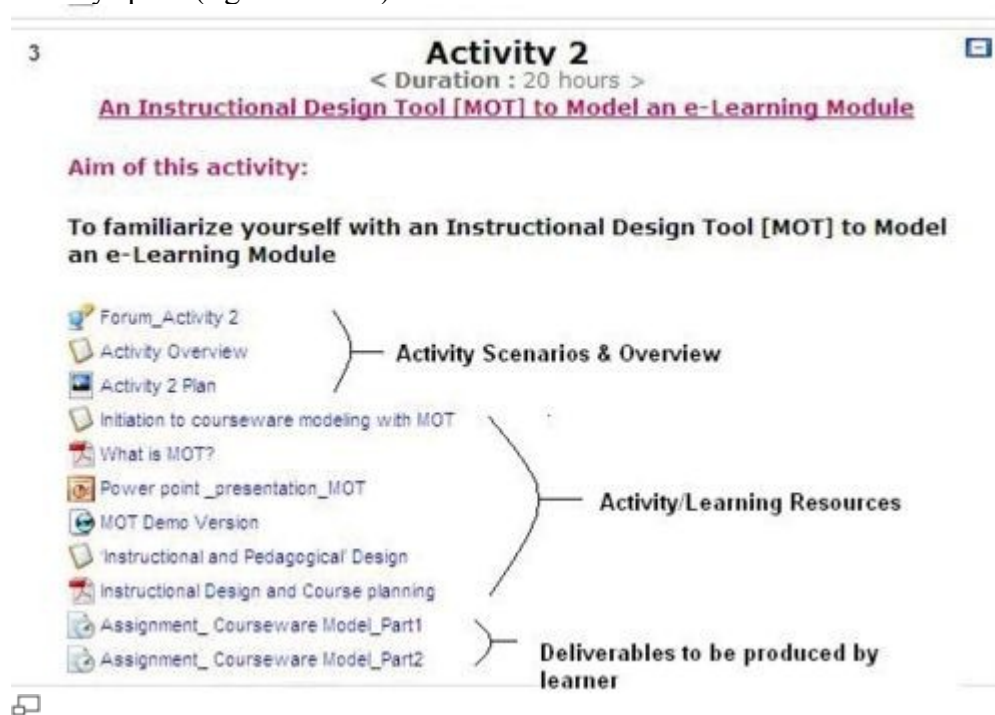 3
Activity 2
< Duration : 20 hours >
An Instructional Design Tool [MOT] to Model an e-Learning Module
Aim of this activity:
To familiarize yourself with an Instructional Design Tool [MOT] to Model
an e-Learning Module
Forum_Activity 2
Activity Overview
Activity 2 Plan
Activity Scenarios & Overview
Initiation to courseware modeling with MOT
What is MOT?
Power point _presentation_MOT
MOT Demo Version
'Instructional and Pedagogical' Design
Instructional Design and Course planning
Activity/Learning Resources
Assignment_ Courseware Model_Part1
Assignment_ Courseware Model_Part2
Deliverables to be produced by
learner